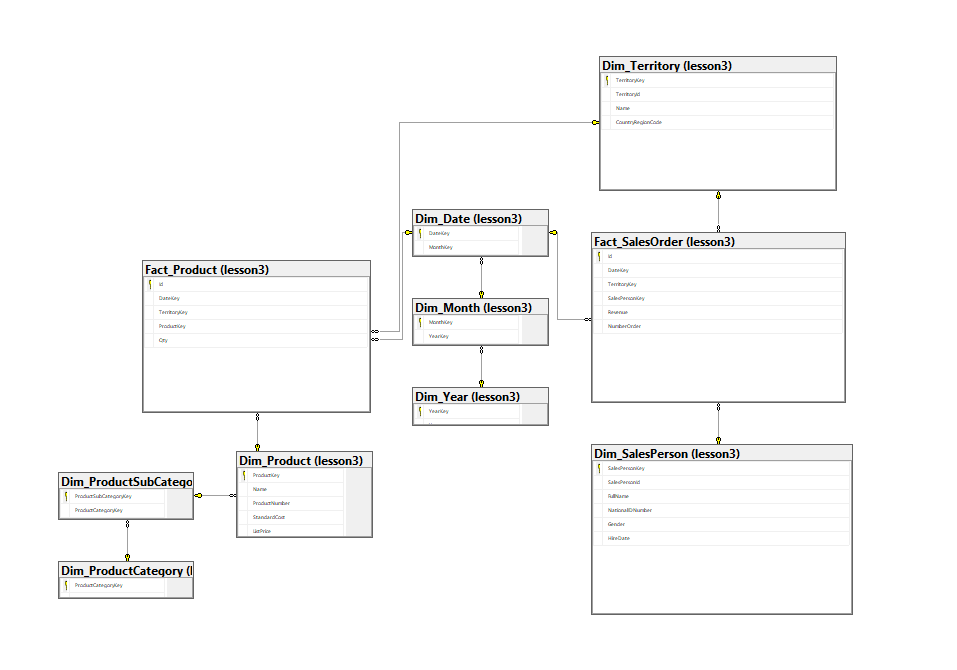 Dim_Territory (lesson3)
TerritoryKey
TerritoryId
Name
CountryRegionCode
Dim_Date (lesson3)
DateKey
MonthKey
Fact_SalesOrder (lesson3)
Id
DateKey
TerritoryKey
SalesPersonKey
Revenue
NumberOrder
Fact_Product (lesson3)
Id
DateKey
TerritoryKey
ProductKey
Qty
Dim_Month (lesson3)
MonthKey
YearKey
Dim_Year (lesson3)
YearKey
Dim_SalesPerson (lesson3)
SalesPersonKey
SalesPersonId
FullName
NationalIDNumber
Gender
HireDate
Dim_Product (lesson3)
ProductKey
Name
ProductNumber
StandardCost
ListPrice
Dim_ProductSubCatego
ProductSubCategoryKey
ProductCategoryKey
Dim_ProductCategory (l
ProductCategoryKey